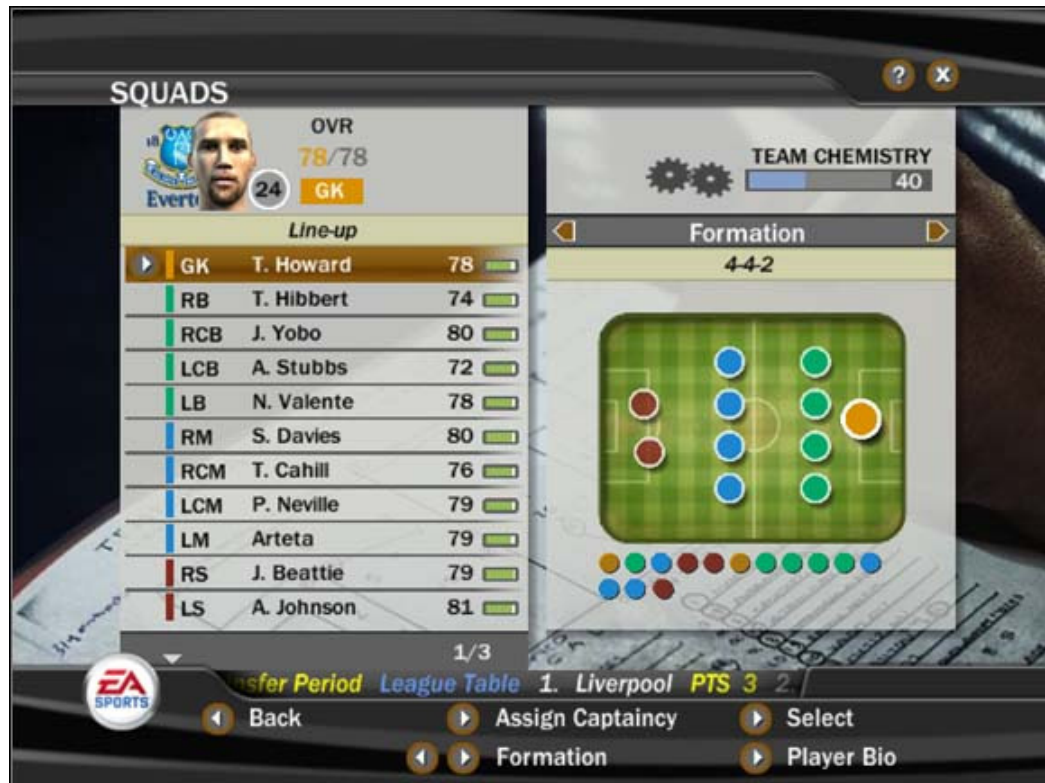 SQUADS
? X
OVR
78/78
24 GK
Everto
Line-up
GK T. Howard 78
RB T. Hibbert 74
RCB J. Yobo 80
LCB A. Stubbs 72
LB N. Valente 78
RM S. Davies 80
RCM T. Cahill 76
LCM P. Neville 79
LM Arteta 79
RS J. Beattie 79
LS A. Johnson 81
1/3
TEAM CHEMISTRY
40
Formation
4-4-2
EA
SPORTS
nsfer Period League Table 1. Liverpool PTS 3 2.
Back Assign Captaincy Select
Formation Player Bio